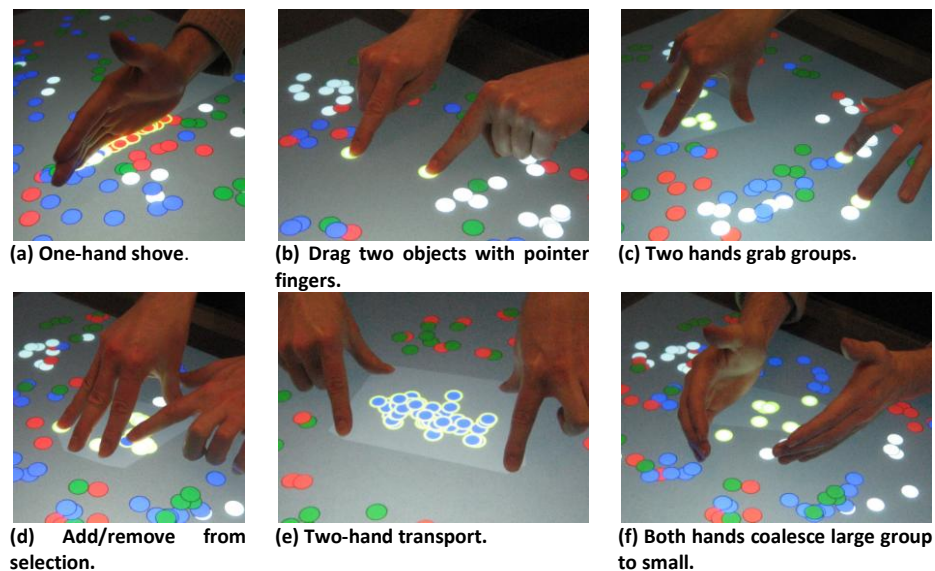 (a) One-hand shove.
(b) Drag two objects with pointer
fingers.
(c) Two hands grab groups.
(d) Add/remove from
selection.
(e) Two-hand transport.
(f) Both hands coalesce large group
to small.